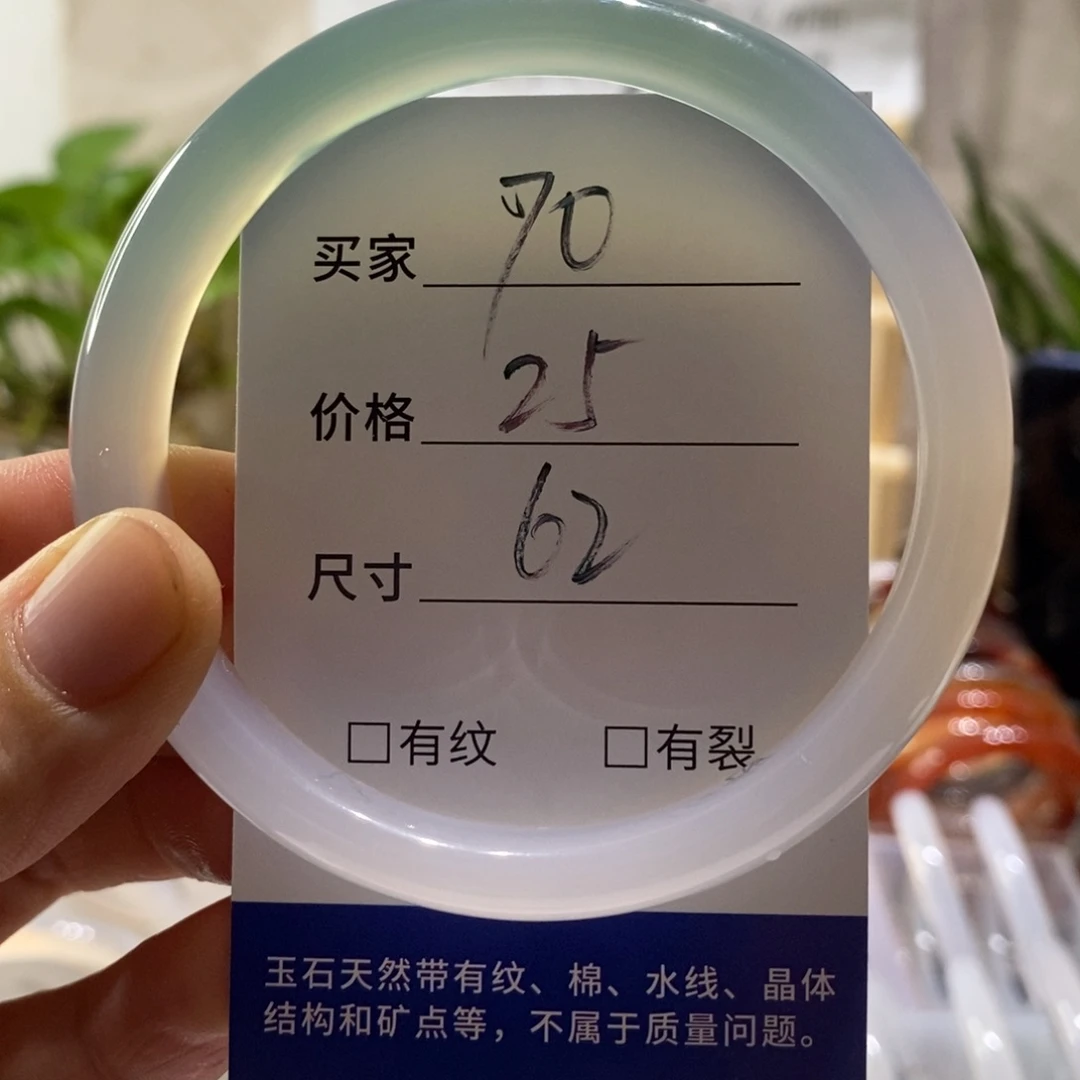 买家 70
价格 25
尺寸 62
□有纹 □有裂
玉石天然带有纹、棉、水线、晶体
结构和矿点等，不属于质量问题。